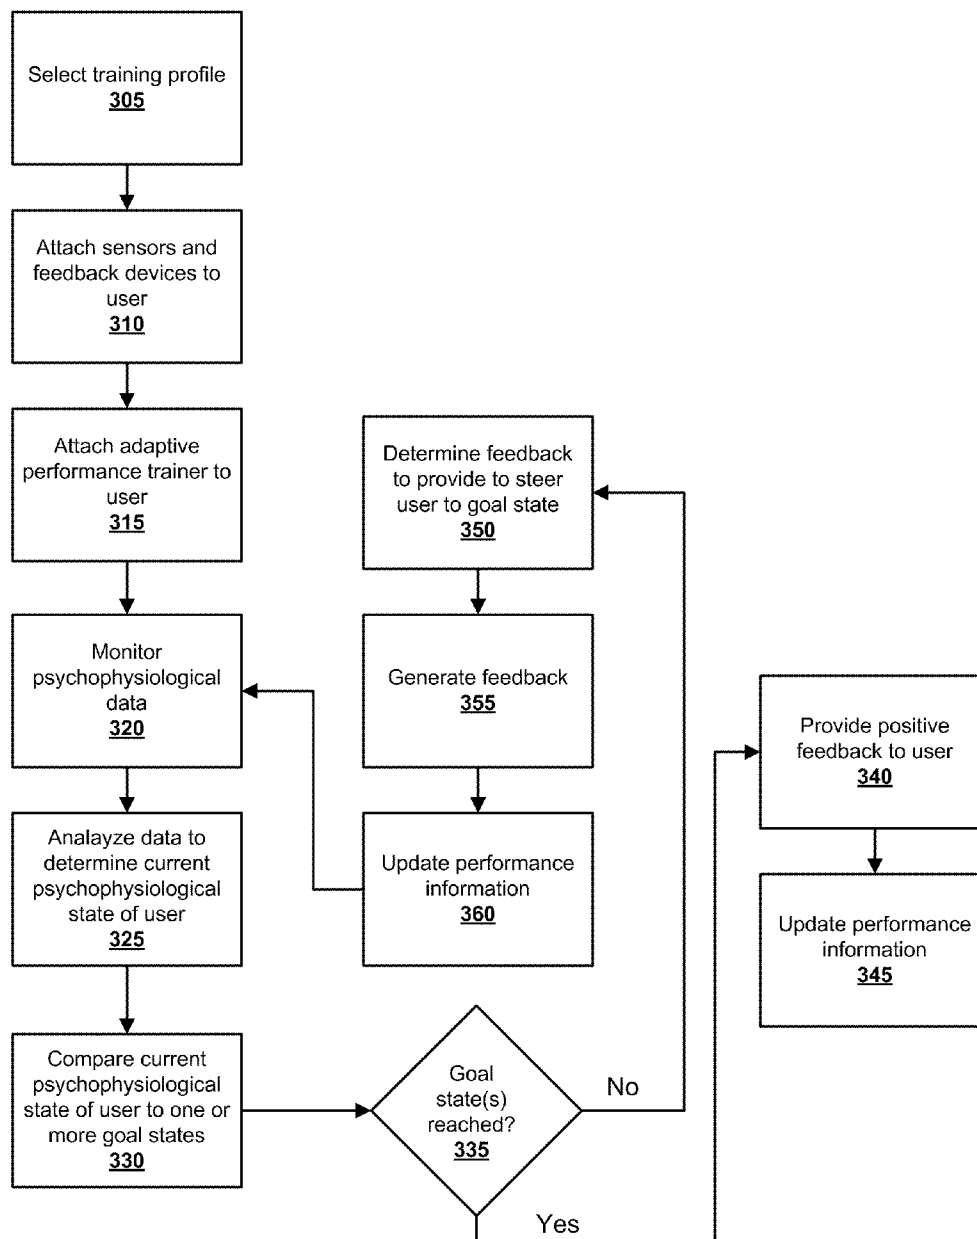 Select training profile
305
Attach sensors and
feedback devices to
user
310
Attach adaptive
performance trainer to
user
315
Monitor
psychophysiological
data
320
Analayze data to
determine current
psychophysiological
state of user
325
Compare current
psychophysiological
state of user to one or
more goal states
330
Goal
state(s)
reached?
335
No
Yes
Determine feedback
to provide to steer
user to goal state
350
Generate feedback
355
Update performance
information
360
Provide positive
feedback to user
340
Update performance
information
345